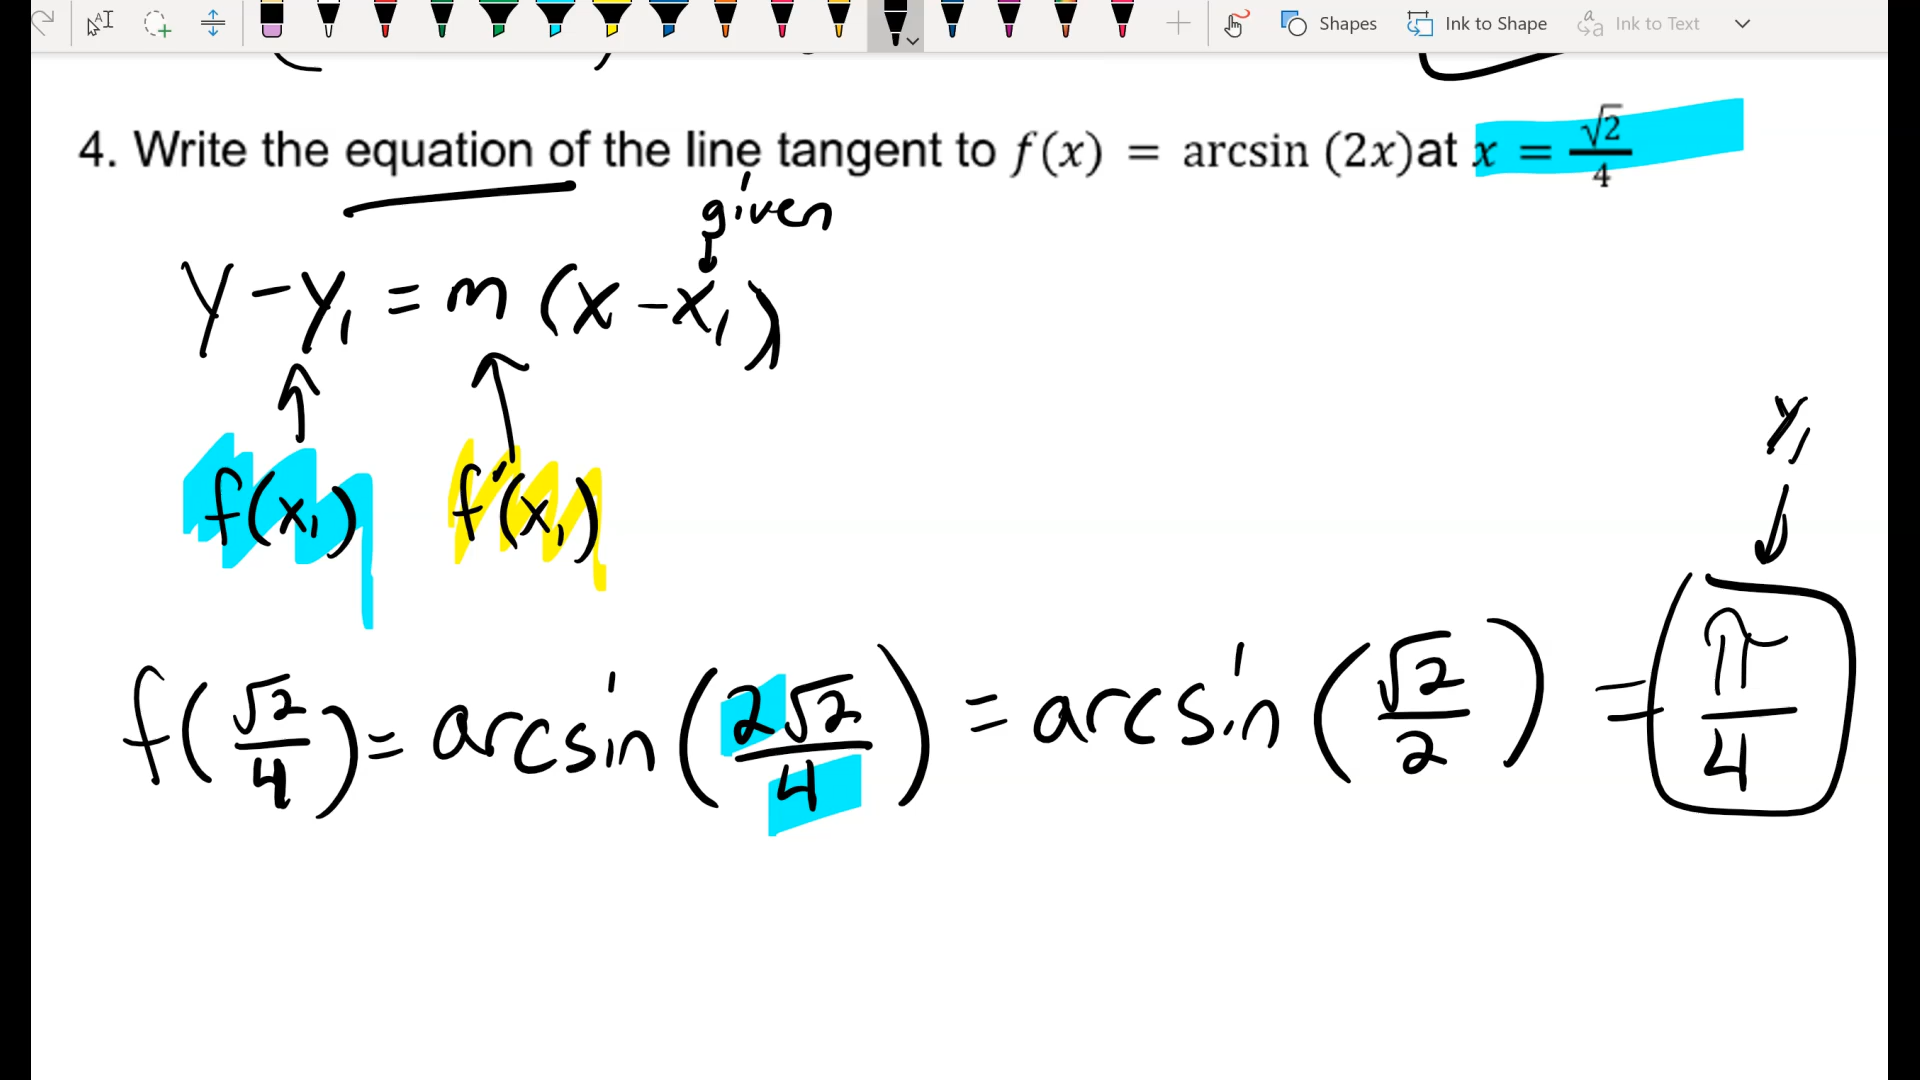 Shapes Ink to Shape Ink to Text
4. Write the equation of the line tangent to f(x) = arcsin (2x)at x = √2/4
given
y - y₁ = m (x - x₁)
y₁
f(x₁) f'(x₁)
f(√2/4) = arcsin (2√2/4) = arcsin (√2/2) = π/4